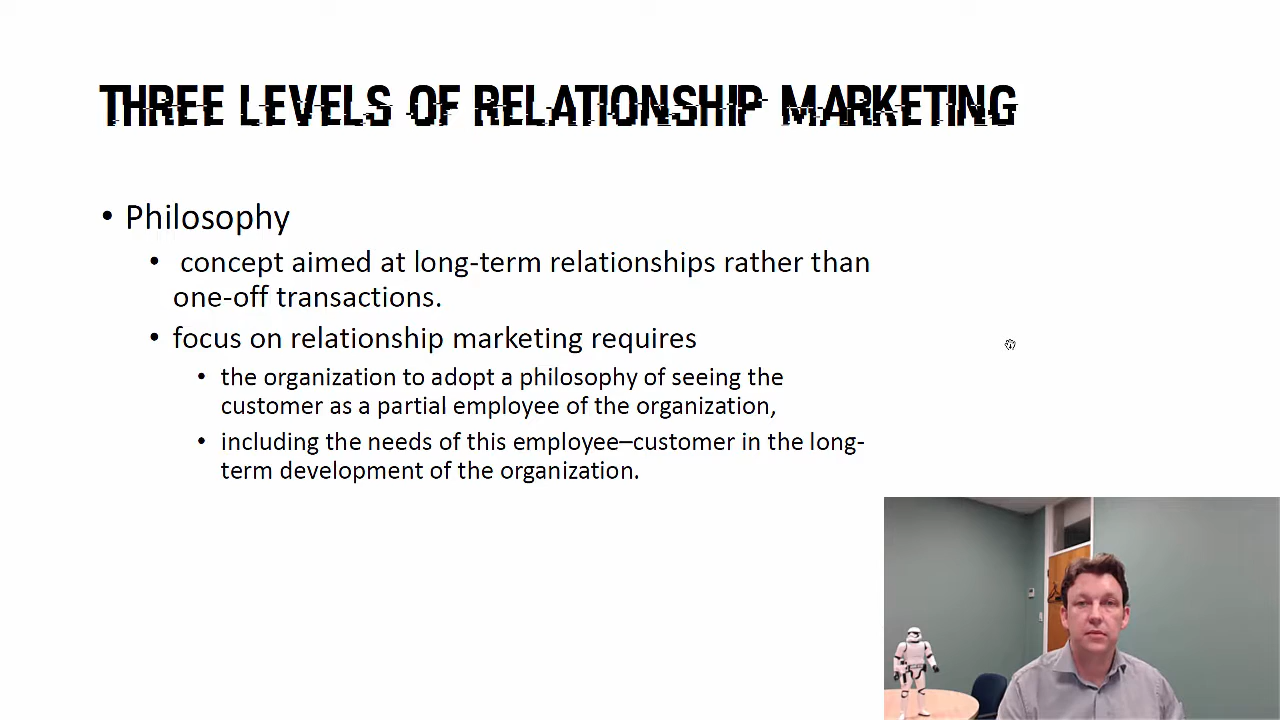 THREE LEVELS OF RELATIONSHIP MARKETING
• Philosophy
• concept aimed at long-term relationships rather than
one-off transactions.
• focus on relationship marketing requires
• the organization to adopt a philosophy of seeing the
customer as a partial employee of the organization,
• including the needs of this employee–customer in the long-
term development of the organization.